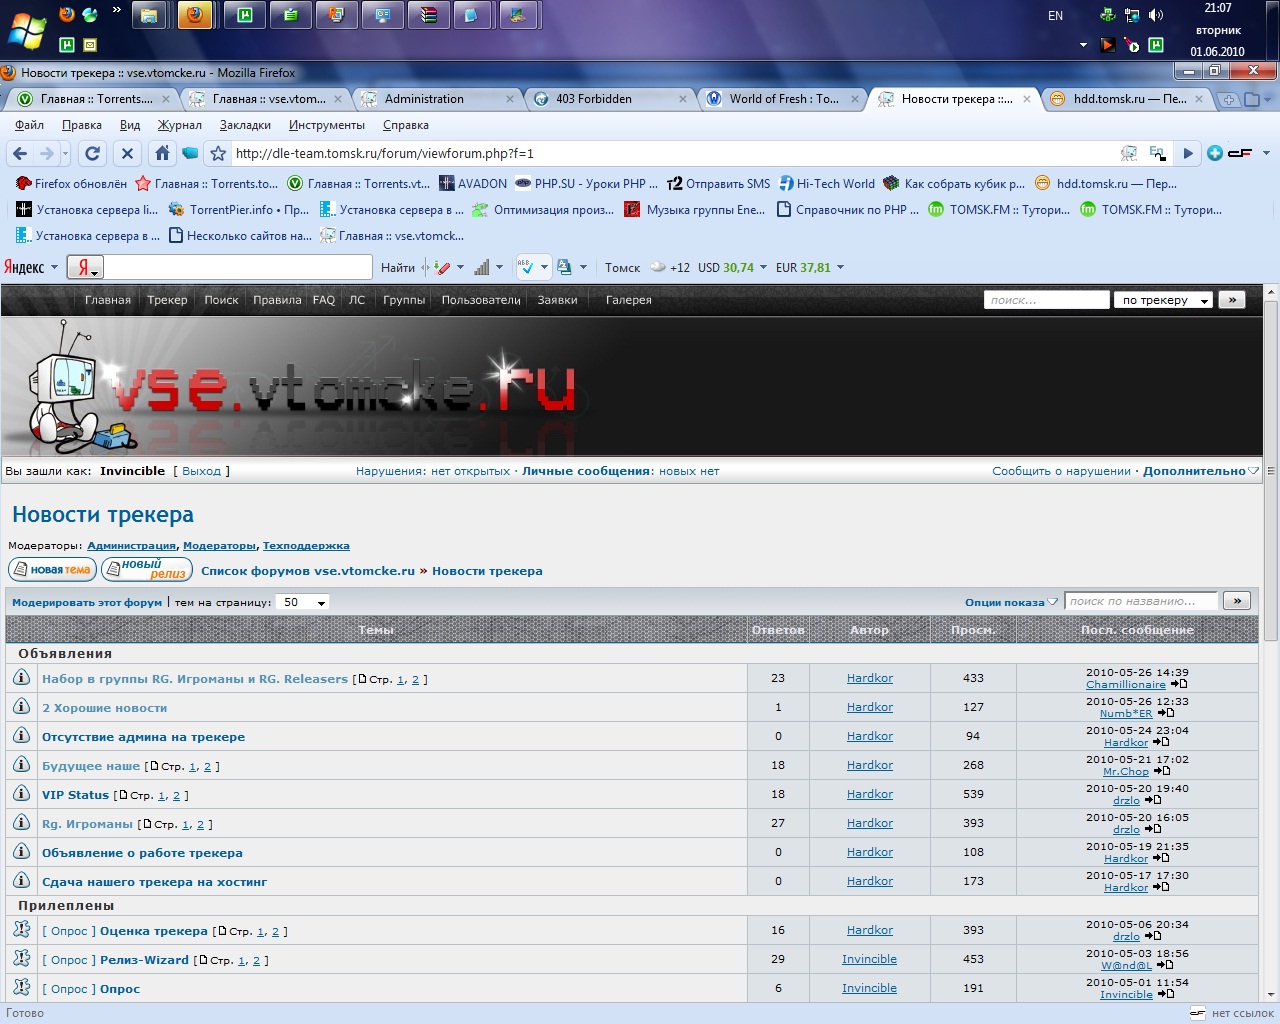 EN
21:07
вторник
01.06.2010
Новости трекера :: vse.vtomcke.ru - Mozilla Firefox
Главная :: Torrents....
Главная :: vse.vtom...
Administration
403 Forbidden
World of Fresh : To...
Новости трекера ::...
hdd.tomsk.ru — Пе...
Файл Правка Вид Журнал Закладки Инструменты Справка
http://dle-team.tomsk.ru/forum/viewforum.php?f=1
Firefox обновлён Главная :: Torrents.to... Главная :: Torrents.vt... AVADON PHP.SU - Уроки PHP ... Отправить SMS Hi-Tech World Как собрать кубик р... hdd.tomsk.ru — Пер...
Установка сервера li... TorrentPier.info • Пр... Установка сервера в ... Оптимизация произ... Музыка группы Ene... Справочник по PHP ... TOMSK.FM :: Тутори... TOMSK.FM :: Тутори...
Установка сервера в ... Несколько сайтов на... Главная :: vse.vtomck...
Яндекс Я Найти АБВ Томск +12 USD 30,74 EUR 37,81
Главная Трекер Поиск Правила FAQ ЛС Группы Пользователи Заявки Галерея поиск... по трекеру »
vse.vtomcke.ru
Вы зашли как: Invincible [ Выход ] Нарушения: нет открытых · Личные сообщения: новых нет Сообщить о нарушении · Дополнительно
Новости трекера
Модераторы: Администрация, Модераторы, Техподдержка
новая тема новый релиз Список форумов vse.vtomcke.ru » Новости трекера
Модерировать этот форум | тем на страницу: 50 Опции показа поиск по названию... »
Темы Ответов Автор Просм. Посл. сообщение
Объявления
Набор в группы RG. Игроманы и RG. Releasers [ Стр. 1, 2 ] 23 Hardkor 433 2010-05-26 14:39
Chamillionaire
2 Хорошие новости 1 Hardkor 127 2010-05-26 12:33
Numb*ER
Отсутствие админа на трекере 0 Hardkor 94 2010-05-24 23:04
Hardkor
Будущее наше [ Стр. 1, 2 ] 18 Hardkor 268 2010-05-21 17:02
Mr.Chop
VIP Status [ Стр. 1, 2 ] 18 Hardkor 539 2010-05-20 19:40
drzlo
Rg. Игроманы [ Стр. 1, 2 ] 27 Hardkor 393 2010-05-20 16:05
drzlo
Объявление о работе трекера 0 Hardkor 108 2010-05-19 21:35
Hardkor
Сдача нашего трекера на хостинг 0 Hardkor 173 2010-05-17 17:30
Hardkor
Прилеплены
[ Опрос ] Оценка трекера [ Стр. 1, 2 ] 16 Hardkor 393 2010-05-06 20:34
drzlo
[ Опрос ] Релиз-Wizard [ Стр. 1, 2 ] 29 Invincible 453 2010-05-03 18:56
W@nd@L
[ Опрос ] Опрос 6 Invincible 191 2010-05-01 11:54
Invincible
Готово нет ссылок